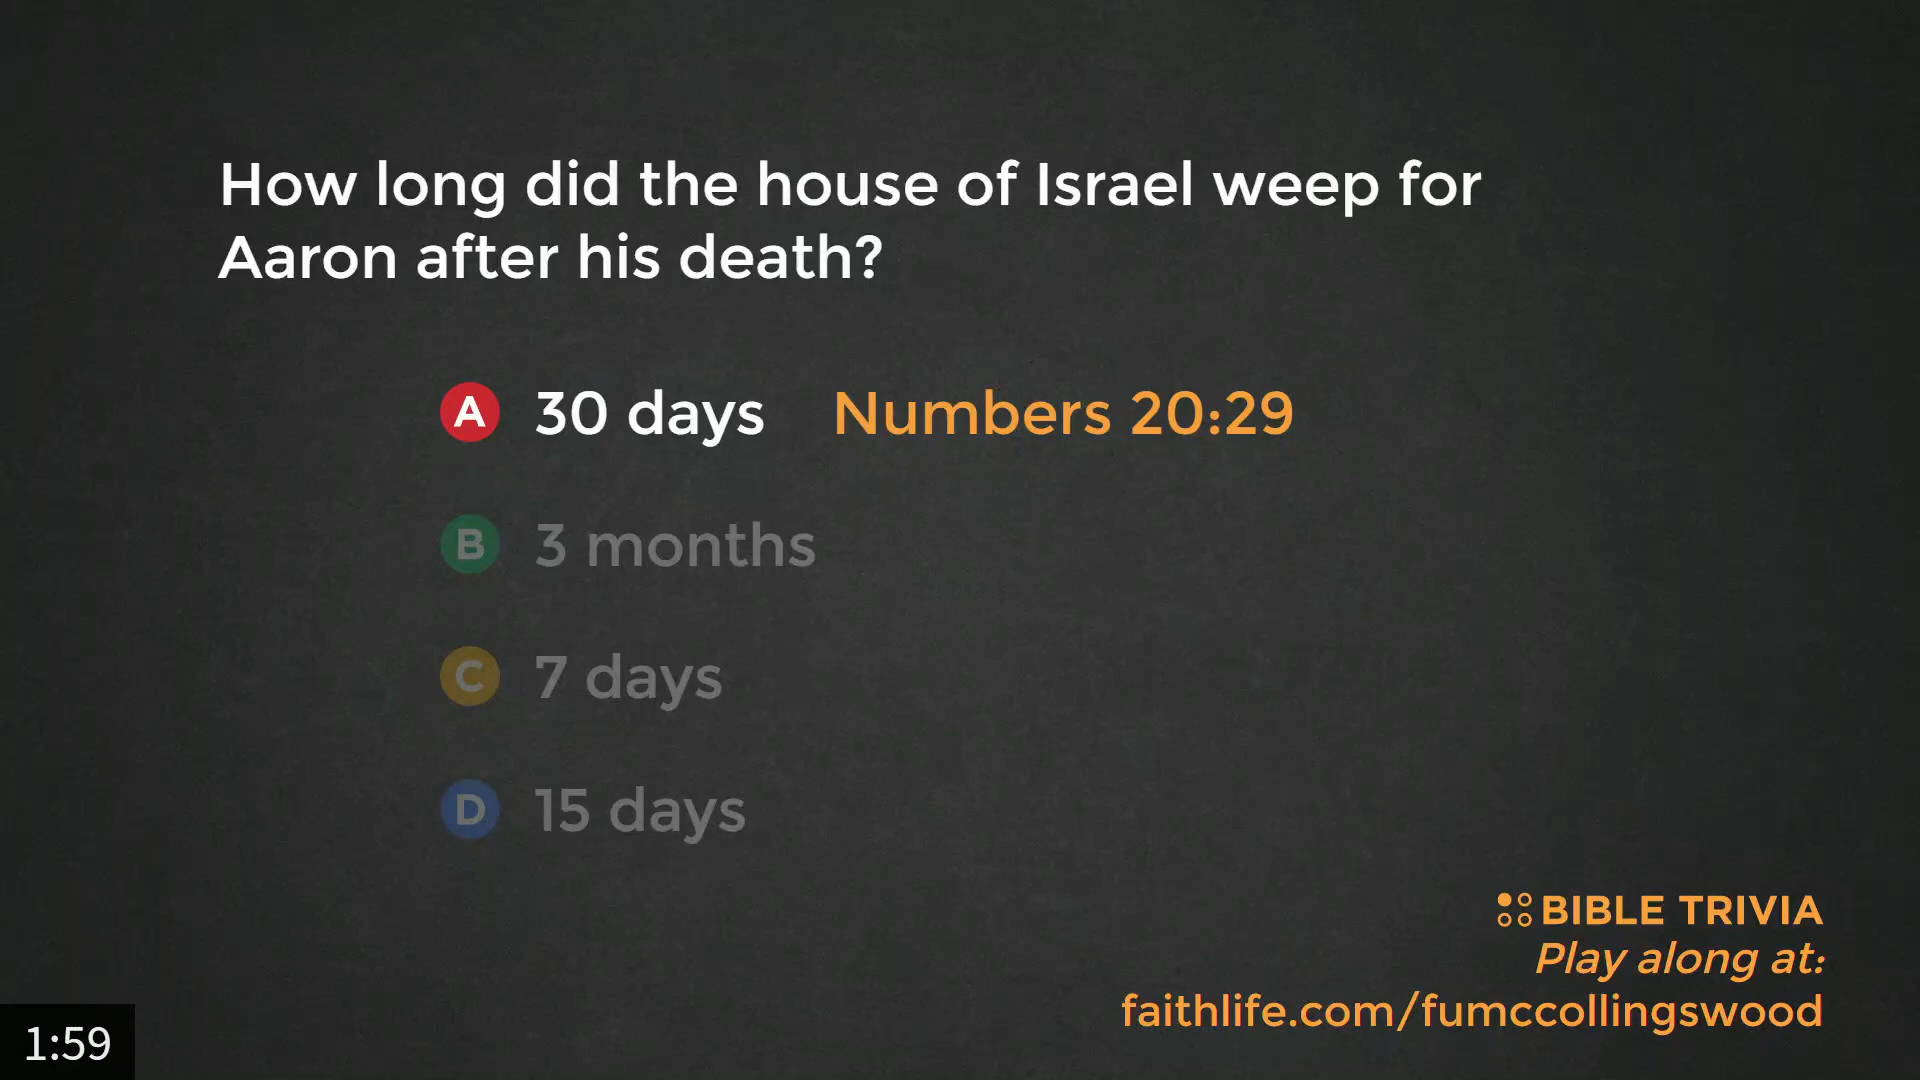 How long did the house of Israel weep for
Aaron after his death?
A 30 days Numbers 20:29
B 3 months
C 7 days
D 15 days
BIBLE TRIVIA
Play along at:
faithlife.com/fumccollingswood
1:59